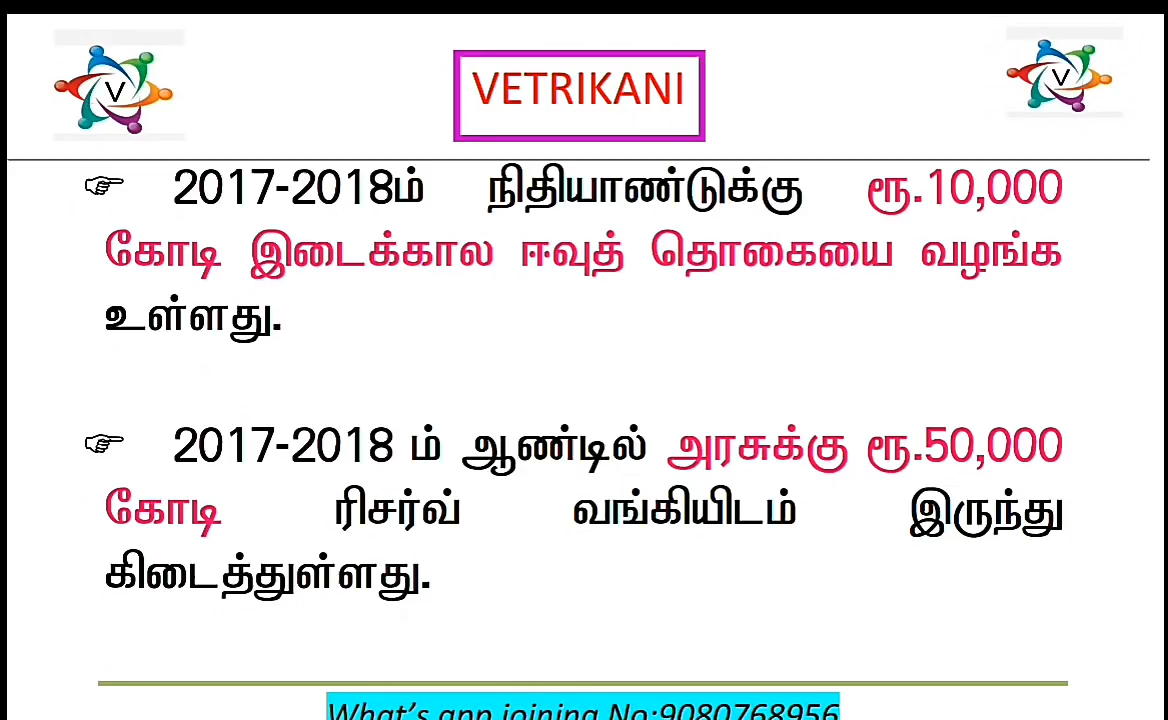 V
VETRIKANI
V
☞ 2017-2018ம் நிதியாண்டுக்கு ரூ.10,000
கோடி இடைக்கால ஈவுத் தொகையை வழங்க
உள்ளது.
☞ 2017-2018 ம் ஆண்டில் அரசுக்கு ரூ.50,000
கோடி ரிசர்வ் வங்கியிடம் இருந்து
கிடைத்துள்ளது.
What's app joining No:9080768956